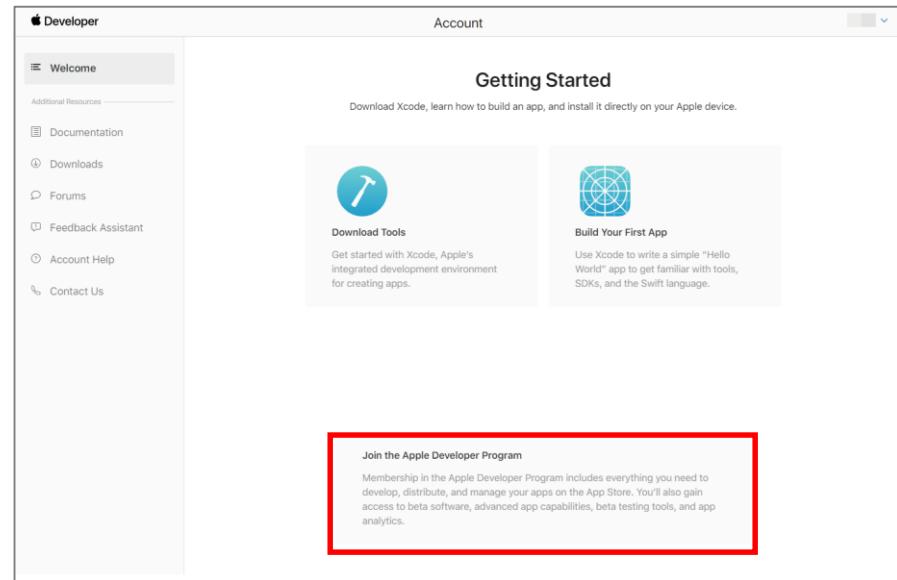 Developer
Account
Welcome
Additional Resources
Documentation
Downloads
Forums
Feedback Assistant
Account Help
Contact Us
Getting Started
Download Xcode, learn how to build an app, and install it directly on your Apple device.
Download Tools
Get started with Xcode, Apple's
integrated development environment
for creating apps.
Build Your First App
Use Xcode to write a simple “Hello
World” app to get familiar with tools,
SDKs, and the Swift language.
Join the Apple Developer Program
Membership in the Apple Developer Program includes everything you need to
develop, distribute, and manage your apps on the App Store. You’ll also gain
access to beta software, advanced app capabilities, beta testing tools, and app
analytics.